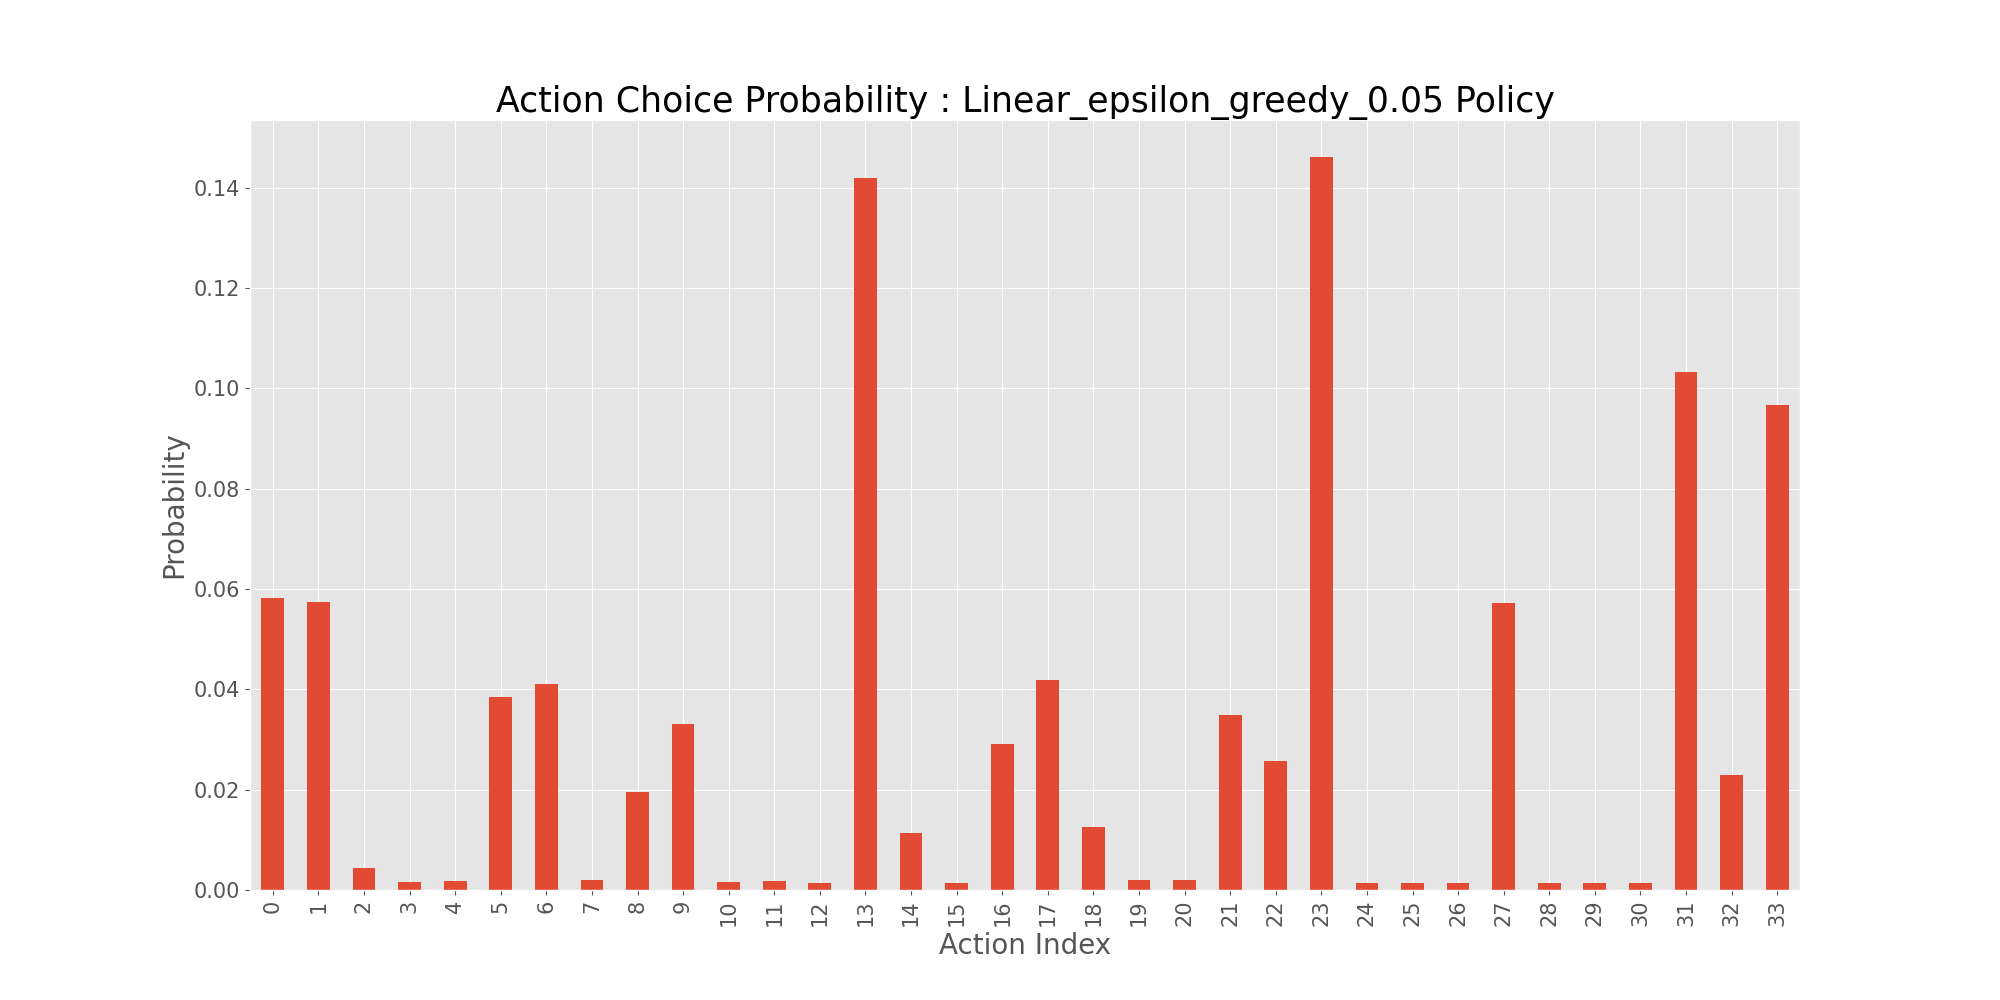 Action Choice Probability : Linear_epsilon_greedy_0.05 Policy
0.14
0.12
0.10
0.08
0.06
0.04
0.02
0.00
Probability
0 1 2 3 4 5 6 7 8 9 10 11 12 13 14 15 16 17 18 19 20 21 22 23 24 25 26 27 28 29 30 31 32 33
Action Index